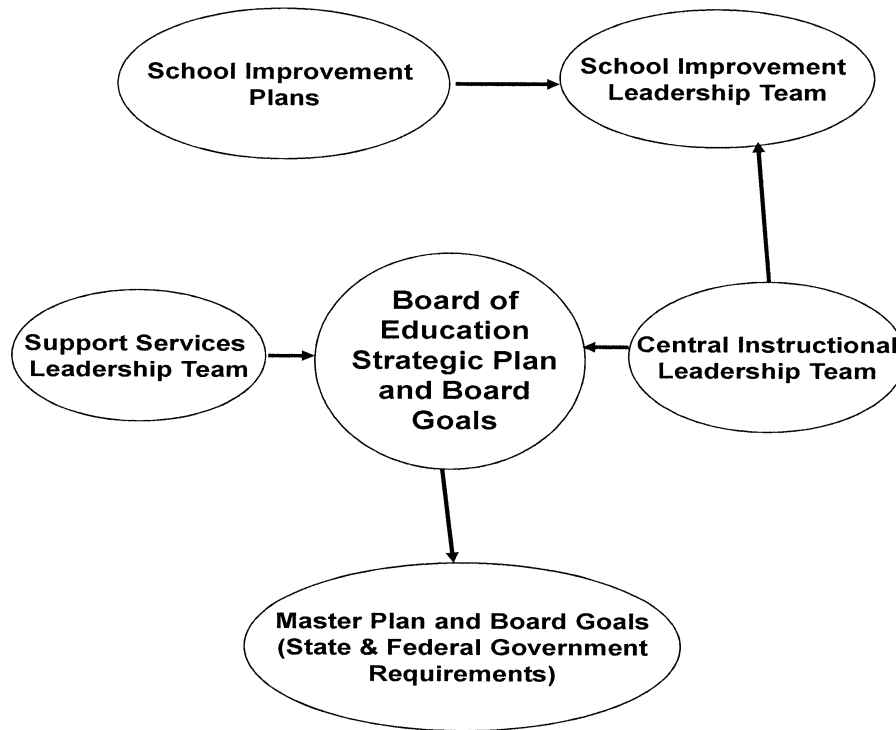 School Improvement
Plans
School Improvement
Leadership Team
Board of
Education
Strategic Plan
and Board
Goals
Support Services
Leadership Team
Central Instructional
Leadership Team
Master Plan and Board Goals
(State & Federal Government
Requirements)